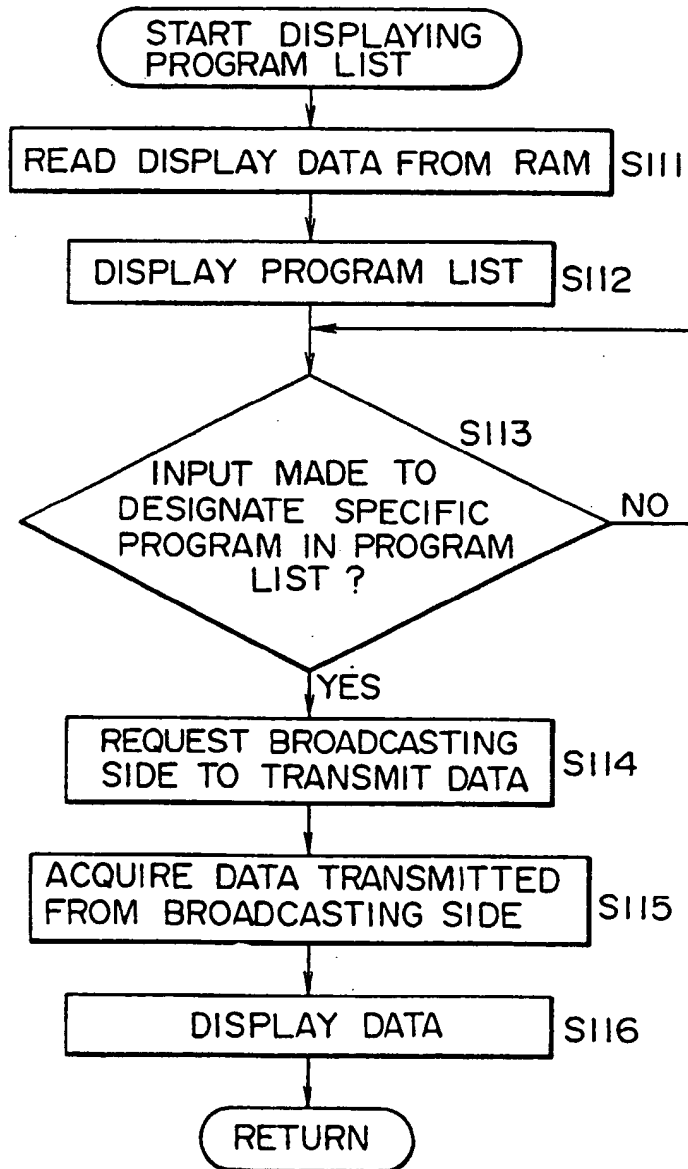 START DISPLAYING
PROGRAM LIST
READ DISPLAY DATA FROM RAM
S111
DISPLAY PROGRAM LIST
S112
S113
INPUT MADE TO
DESIGNATE SPECIFIC
PROGRAM IN PROGRAM
LIST ?
NO
YES
REQUEST BROADCASTING
SIDE TO TRANSMIT DATA
S114
ACQUIRE DATA TRANSMITTED
FROM BROADCASTING SIDE
S115
DISPLAY DATA
S116
RETURN